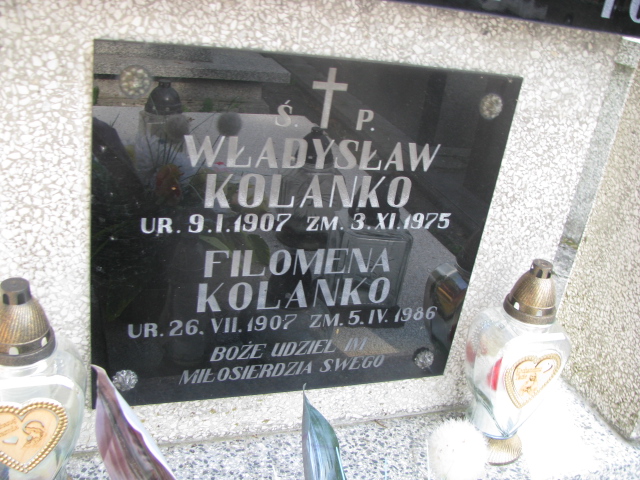 Ś. P.
WŁADYSŁAW
KOLANKO
UR. 9.I.1907 ZM. 3.XI.1975
FILOMENA
KOLANKO
UR. 26. VII. 1907 ZM. 5. IV. 1986
BOŻE UDZIEL IM
MIŁOSIERDZIA SWEGO